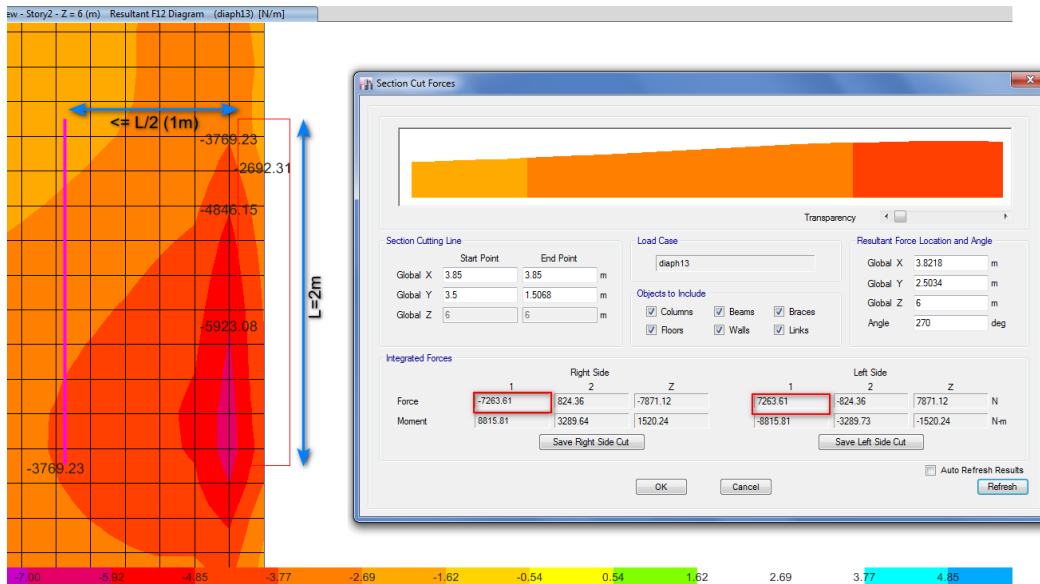 ew - Story2 - Z = 6 (m) Resultant F12 Diagram (diaph13) [N/m]
<= L/2 (1m)
-3769.23
-2692.31
-4846.15
-5923.08
-3769.23
L=2m
-7.00 -5.92 -4.85 -3.77 -2.69 -1.62 -0.54 0.54 1.62 2.69 3.77 4.85
Section Cut Forces
Transparency
Section Cutting Line
Start Point End Point
Global X 3.85 3.85 m
Global Y 3.5 1.5068 m
Global Z 6 6 m
Load Case
diaph13
Objects to Include
Columns Beams Braces
Floors Walls Links
Resultant Force Location and Angle
Global X 3.8218 m
Global Y 2.5034 m
Global Z 6 m
Angle 270 deg
Integrated Forces
Right Side Left Side
1 2 Z 1 2 Z
Force -7263.61 824.36 -7871.12 7263.61 -824.36 7871.12 N
Moment 8815.81 3289.64 1520.24 -8815.81 -3289.73 -1520.24 N-m
Save Right Side Cut Save Left Side Cut
Auto Refresh Results
OK Cancel Refresh